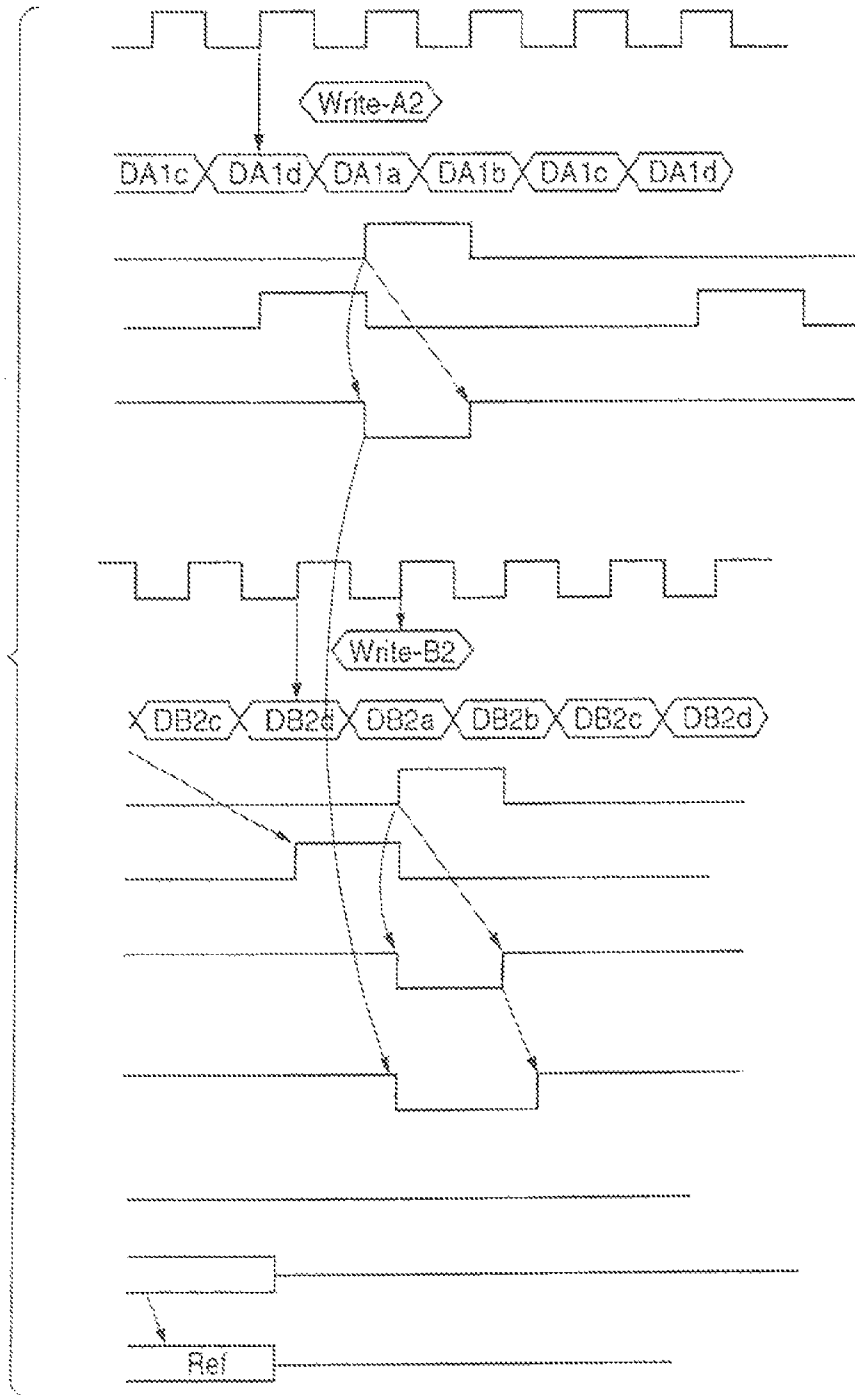 Write-A2
DA1c DA1d DA1a DA1b DA1c DA1d
Write-B2
DB2c DB2d DB2a DB2b DB2c DB2d
Ref